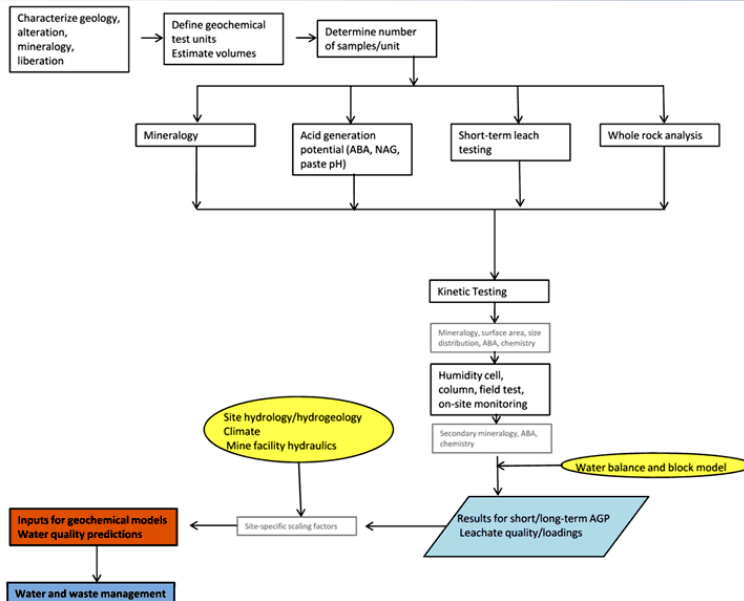 Characterize geology,
alteration,
mineralogy,
liberation
Define geochemical
test units
Estimate volumes
Determine number
of samples/unit
Mineralogy
Acid generation
potential (ABA, NAG,
paste pH)
Short-term leach
testing
Whole rock analysis
Kinetic Testing
Mineralogy, surface area, size
distribution, ABA, chemistry
Humidity cell,
column, field test,
on-site monitoring
Secondary mineralogy, ABA,
chemistry
Site hydrology/hydrogeology
Climate
Mine facility hydraulics
Water balance and block model
Results for short/long-term AGP
Leachate quality/loadings
Site-specific scaling factors
Inputs for geochemical models
Water quality predictions
Water and waste management